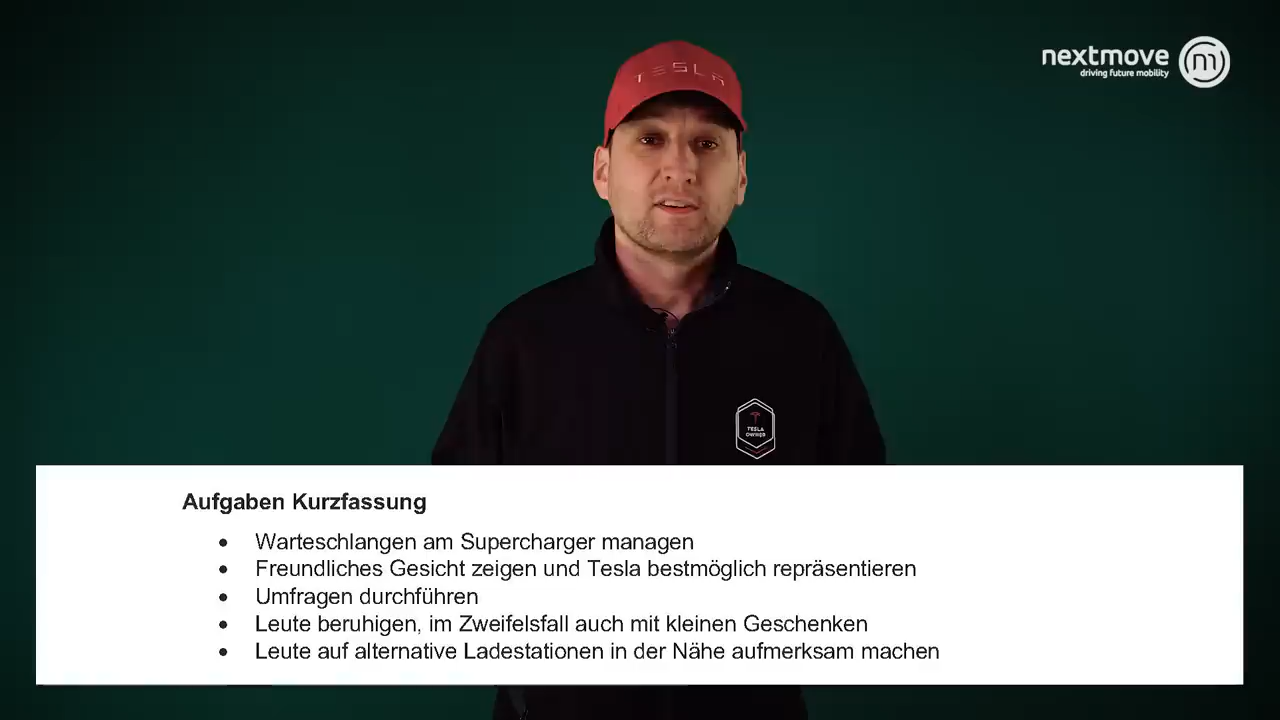 TESLA
nextmove
driving future mobility
TESLA
OWNER
Aufgaben Kurzfassung
• Warteschlangen am Supercharger managen
• Freundliches Gesicht zeigen und Tesla bestmöglich repräsentieren
• Umfragen durchführen
• Leute beruhigen, im Zweifelsfall auch mit kleinen Geschenken
• Leute auf alternative Ladestationen in der Nähe aufmerksam machen